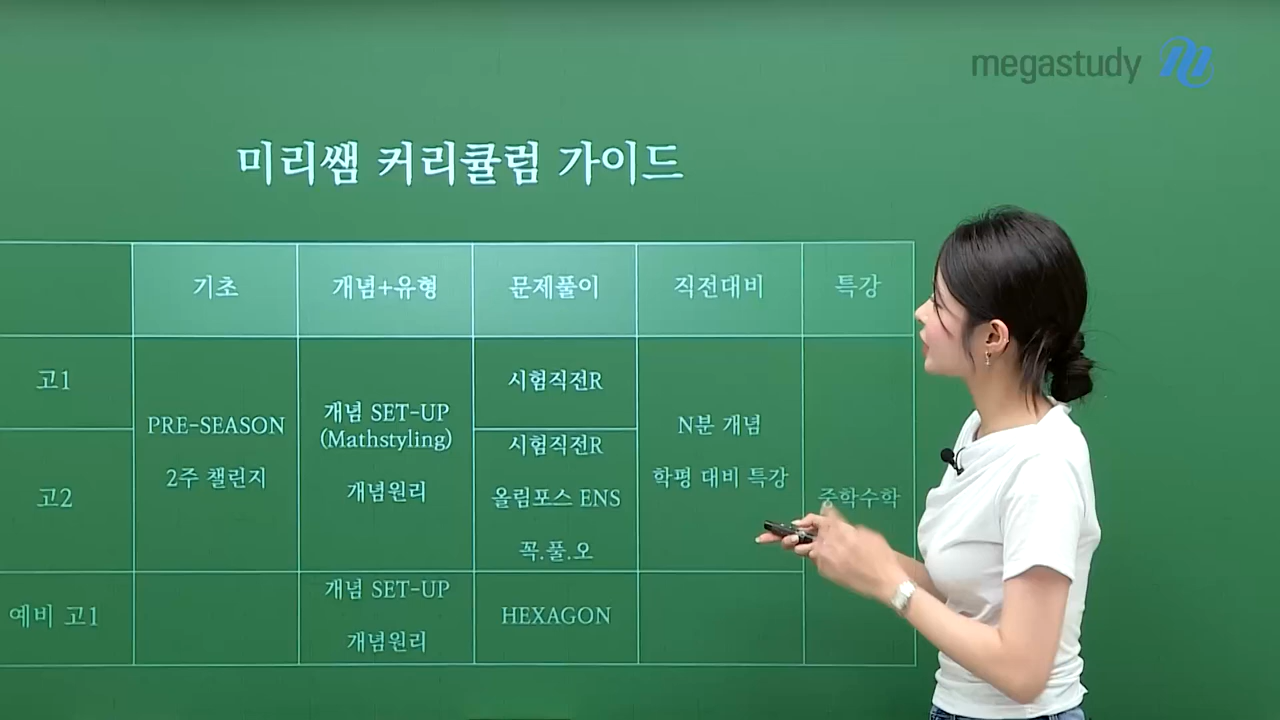 megastudy
미리쌤 커리큘럼 가이드
기초 개념+유형 문제풀이 직전대비 특강
고1
PRE-SEASON
2주 챌린지
개념 SET-UP
(Mathstyling)
개념원리
시험직전R
N분 개념
학평 대비 특강
중학수학
고2
시험직전R
올림포스 ENS
꼭.풀.오
예비 고1
개념 SET-UP
개념원리
HEXAGON